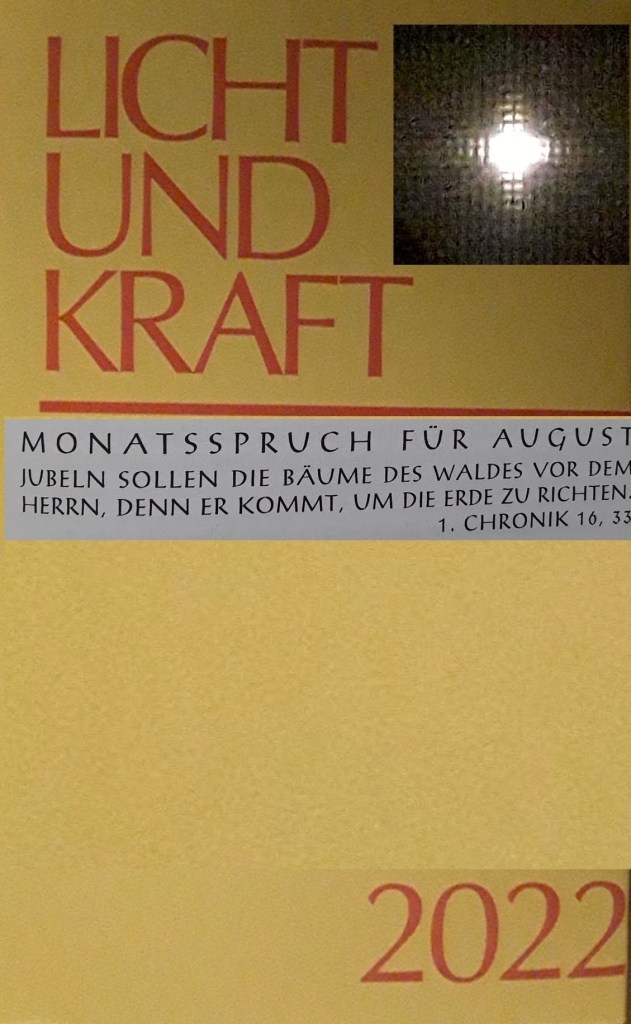 LICHT
UND
KRAFT
MONATSSPRUCH FÜR AUGUST
JUBELN SOLLEN DIE BÄUME DES WALDES VOR DEM
HERRN, DENN ER KOMMT, UM DIE ERDE ZU RICHTEN.
1. CHRONIK 16, 33
2022